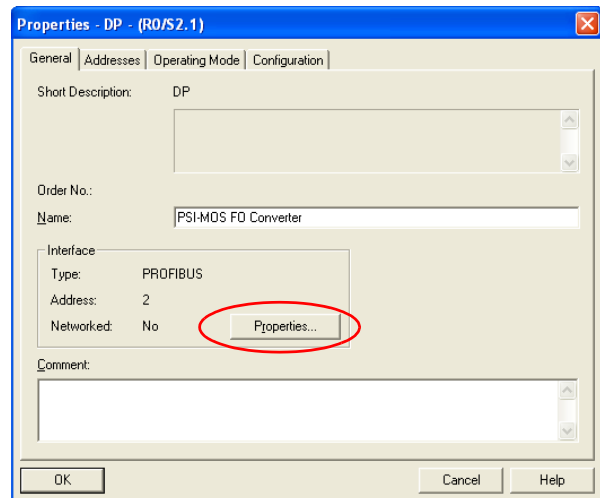 Properties - DP - (R0/S2.1)
General Addresses Operating Mode Configuration
Short Description: DP
Order No.:
Name: PSI-MOS FO Converter
Interface
Type: PROFIBUS
Address: 2
Networked: No Properties...
Comment:
OK Cancel Help